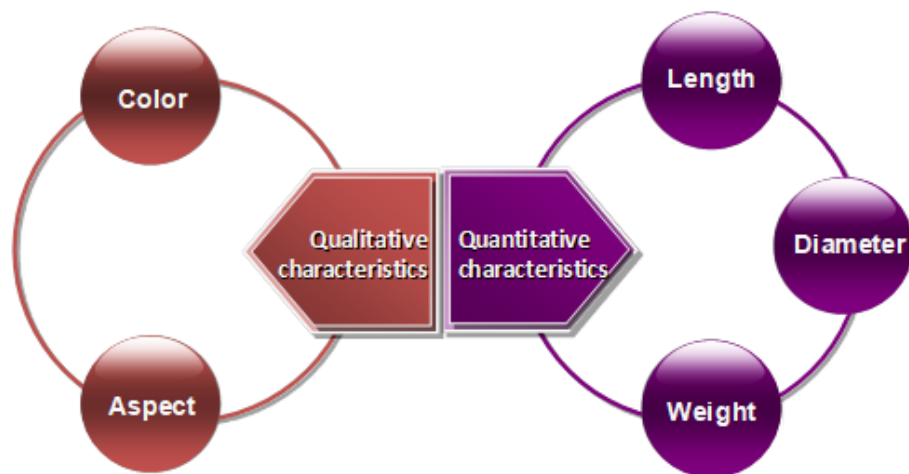 Color
Aspect
Qualitative
characteristics
Quantitative
characteristics
Length
Diameter
Weight